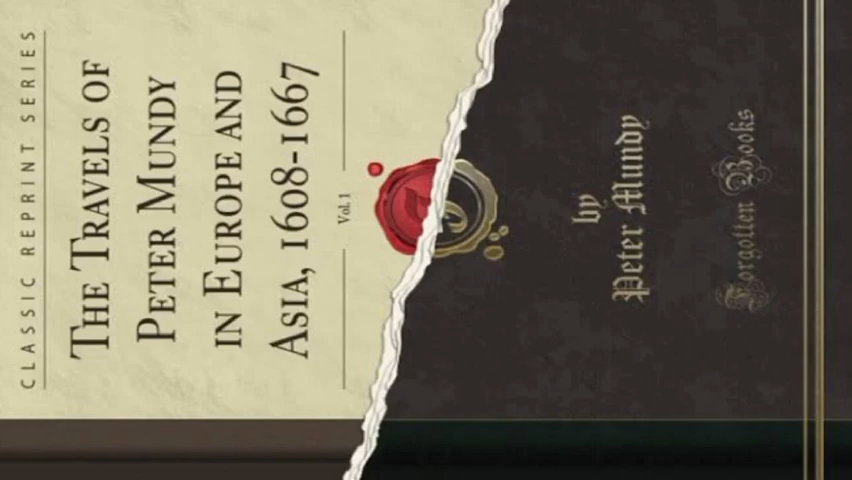 CLASSIC REPRINT SERIES
THE TRAVELS OF
PETER MUNDY
IN EUROPE AND
ASIA, 1608-1667
Vol. 1
by
Peter Mundy
Forgotten Books